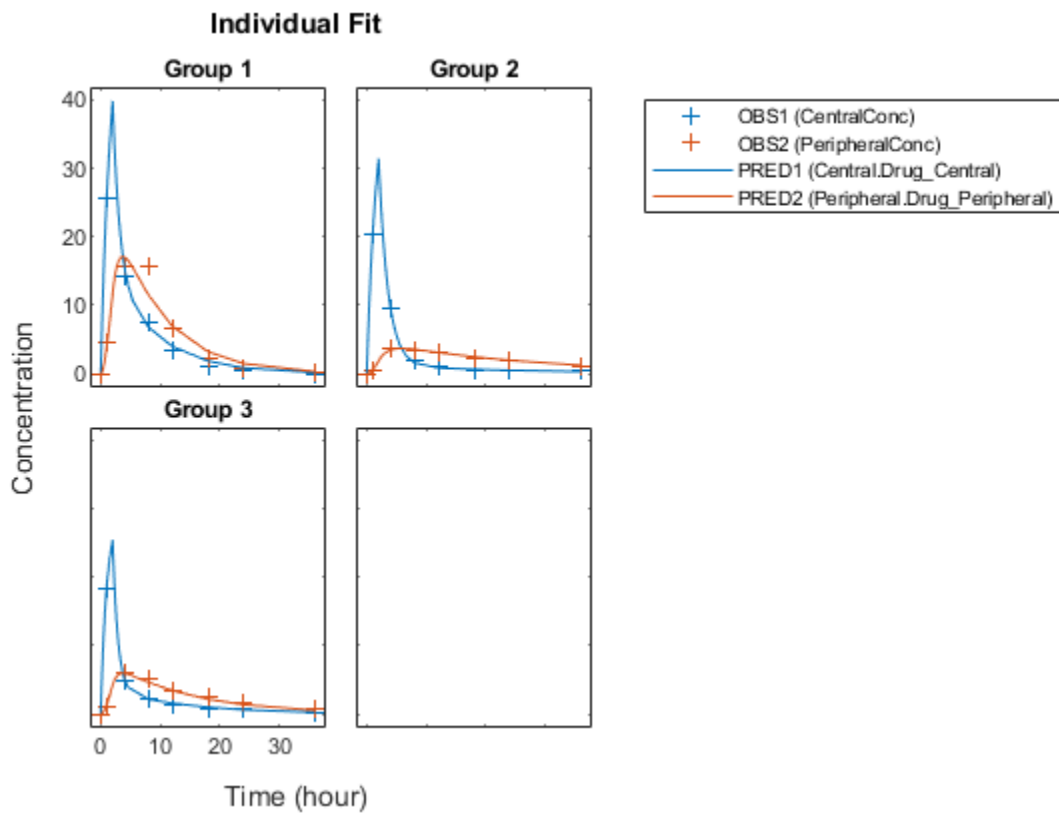 Individual Fit
Group 1
Group 2
OBS1 (CentralConc)
OBS2 (PeripheralConc)
PRED1 (Central.Drug_Central)
PRED2 (Peripheral.Drug_Peripheral)
40
30
20
10
0
Group 3
Concentration
0 10 20 30
Time (hour)